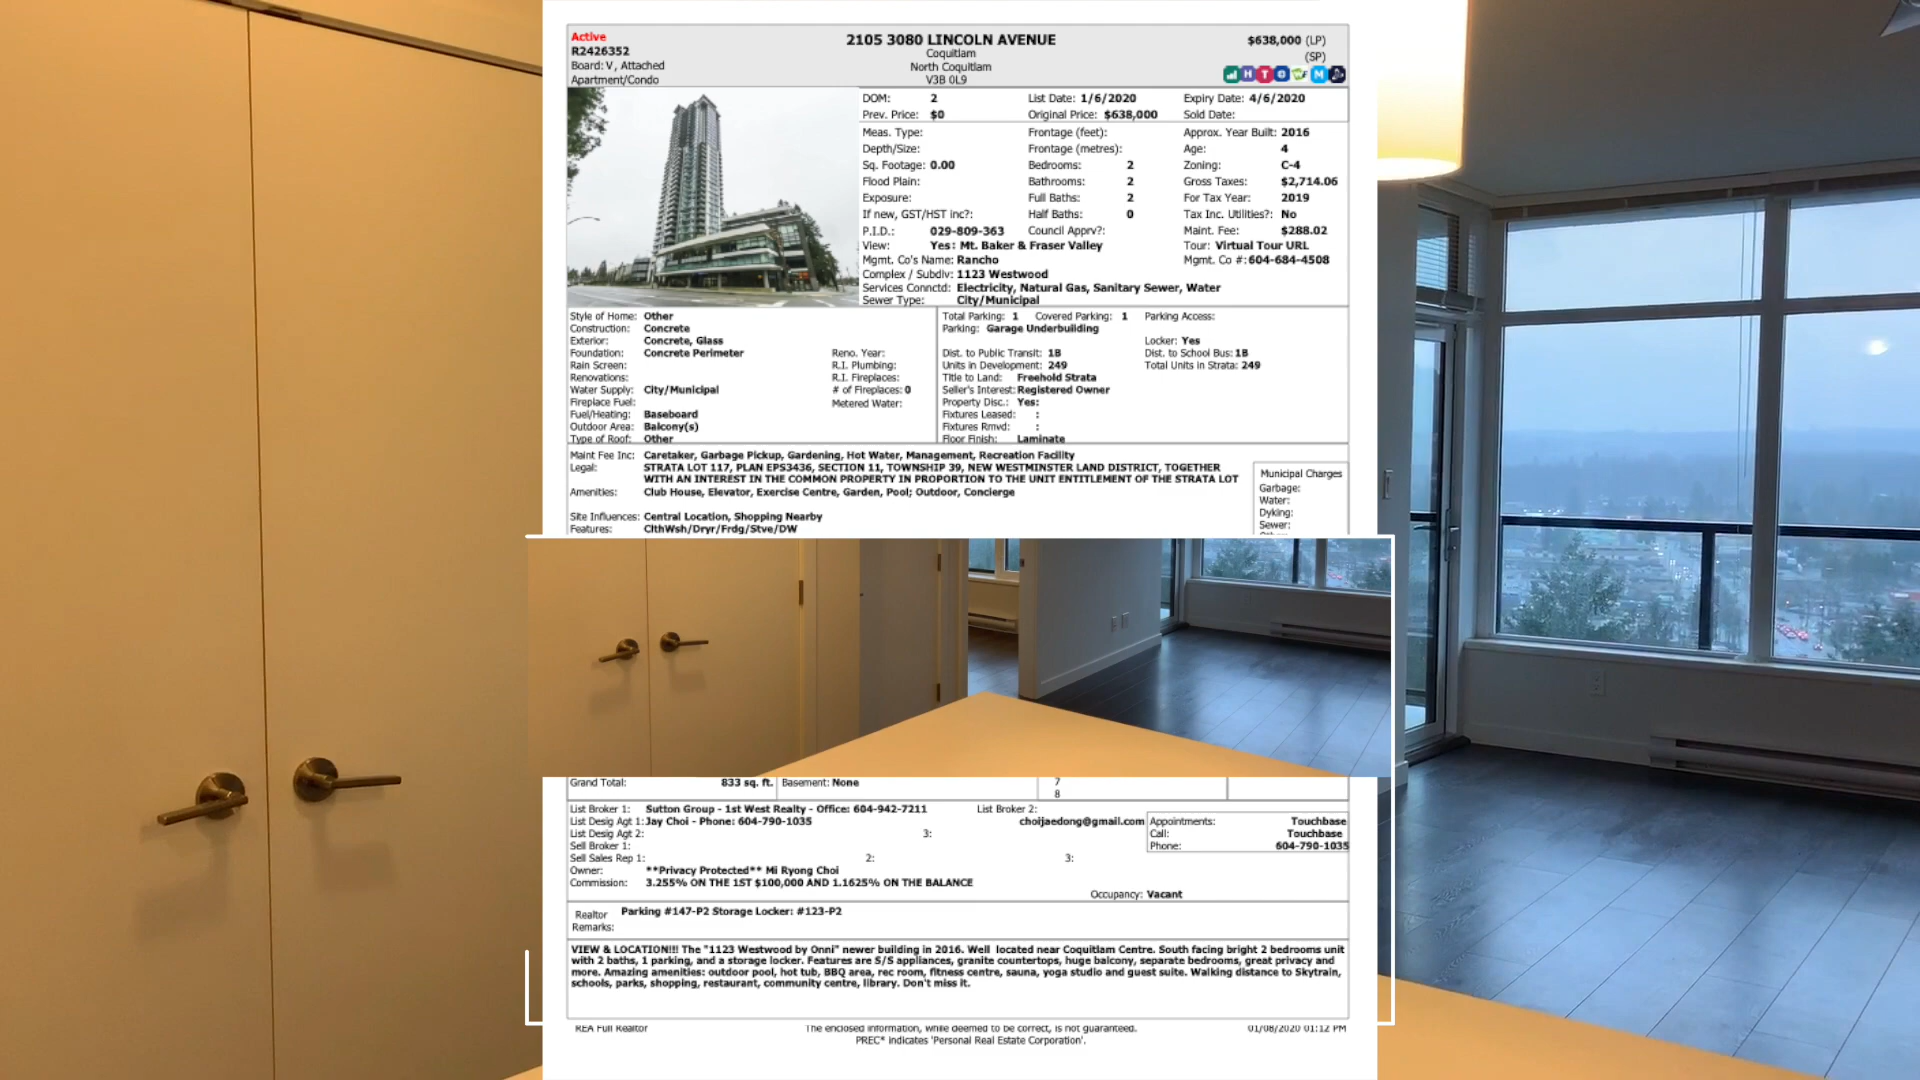 Active
R2426352
Board: V, Attached
Apartment/Condo
2105 3080 LINCOLN AVENUE
Coquitlam
North Coquitlam
V3B 0L9
$638,000 (LP)
(SP)
DOM: 2 List Date: 1/6/2020 Expiry Date: 4/6/2020
Prev. Price: $0 Original Price: $638,000 Sold Date:
Meas. Type: Frontage (feet): Approx. Year Built: 2016
Depth/Size: Frontage (metres): Age: 4
Sq. Footage: 0.00 Bedrooms: 2 Zoning: C-4
Flood Plain: Bathrooms: 2 Gross Taxes: $2,714.06
Exposure: Full Baths: 2 For Tax Year: 2019
If new, GST/HST inc?: Half Baths: 0 Tax Inc. Utilities?: No
P.I.D.: 029-809-363 Council Apprv?: Maint. Fee: $288.02
View: Yes: Mt. Baker & Fraser Valley Tour: Virtual Tour URL
Mgmt. Co's Name: Rancho Mgmt. Co #: 604-684-4508
Complex / Subdiv: 1123 Westwood
Services Connctd: Electricity, Natural Gas, Sanitary Sewer, Water
Sewer Type: City/Municipal
Style of Home: Other Total Parking: 1 Covered Parking: 1 Parking Access:
Construction: Concrete Parking: Garage Underbuilding
Exterior: Concrete, Glass Locker: Yes
Foundation: Concrete Perimeter Reno. Year: Dist. to Public Transit: 1B Dist. to School Bus: 1B
Rain Screen: R.I. Plumbing: Units in Development: 249 Total Units in Strata: 249
Renovations: R.I. Fireplaces: Title to Land: Freehold Strata
Water Supply: City/Municipal # of Fireplaces: 0 Seller's Interest: Registered Owner
Fireplace Fuel: Metered Water: Property Disc.: Yes:
Fuel/Heating: Baseboard Fixtures Leased: :
Outdoor Area: Balcony(s) Fixtures Rmvd: :
Type of Roof: Other Floor Finish: Laminate
Maint Fee Inc: Caretaker, Garbage Pickup, Gardening, Hot Water, Management, Recreation Facility
Legal: STRATA LOT 117, PLAN EPS3436, SECTION 11, TOWNSHIP 39, NEW WESTMINSTER LAND DISTRICT, TOGETHER
WITH AN INTEREST IN THE COMMON PROPERTY IN PROPORTION TO THE UNIT ENTITLEMENT OF THE STRATA LOT
Municipal Charges
Garbage:
Water:
Dyking:
Sewer:
Amenities: Club House, Elevator, Exercise Centre, Garden, Pool; Outdoor, Concierge
Site Influences: Central Location, Shopping Nearby
Features: ClthWsh/Dryr/Frdg/Stve/DW
Grand Total: 833 sq. ft. Basement: None 7
8
List Broker 1: Sutton Group - 1st West Realty - Office: 604-942-7211 List Broker 2:
List Desig Agt 1: Jay Choi - Phone: 604-790-1035 choijaedong@gmail.com Appointments: Touchbase
List Desig Agt 2: 3: Call: Touchbase
Sell Broker 1: Phone: 604-790-1035
Sell Sales Rep 1: 2: 3:
Owner: **Privacy Protected** Mi Ryong Choi
Commission: 3.255% ON THE 1ST $100,000 AND 1.1625% ON THE BALANCE
Occupancy: Vacant
Realtor Parking #147-P2 Storage Locker: #123-P2
Remarks:
VIEW & LOCATION!!! The "1123 Westwood by Onni" newer building in 2016. Well located near Coquitlam Centre. South facing bright 2 bedrooms unit
with 2 baths, 1 parking, and a storage locker. Features are S/S appliances, granite countertops, huge balcony, separate bedrooms, great privacy and
more. Amazing amenities: outdoor pool, hot tub, BBQ area, rec room, fitness centre, sauna, yoga studio and guest suite. Walking distance to Skytrain,
schools, parks, shopping, restaurant, community centre, library. Don't miss it.
REA Full Realtor The enclosed information, while deemed to be correct, is not guaranteed. 01/08/2020 01:12 PM
PREC* indicates 'Personal Real Estate Corporation'.